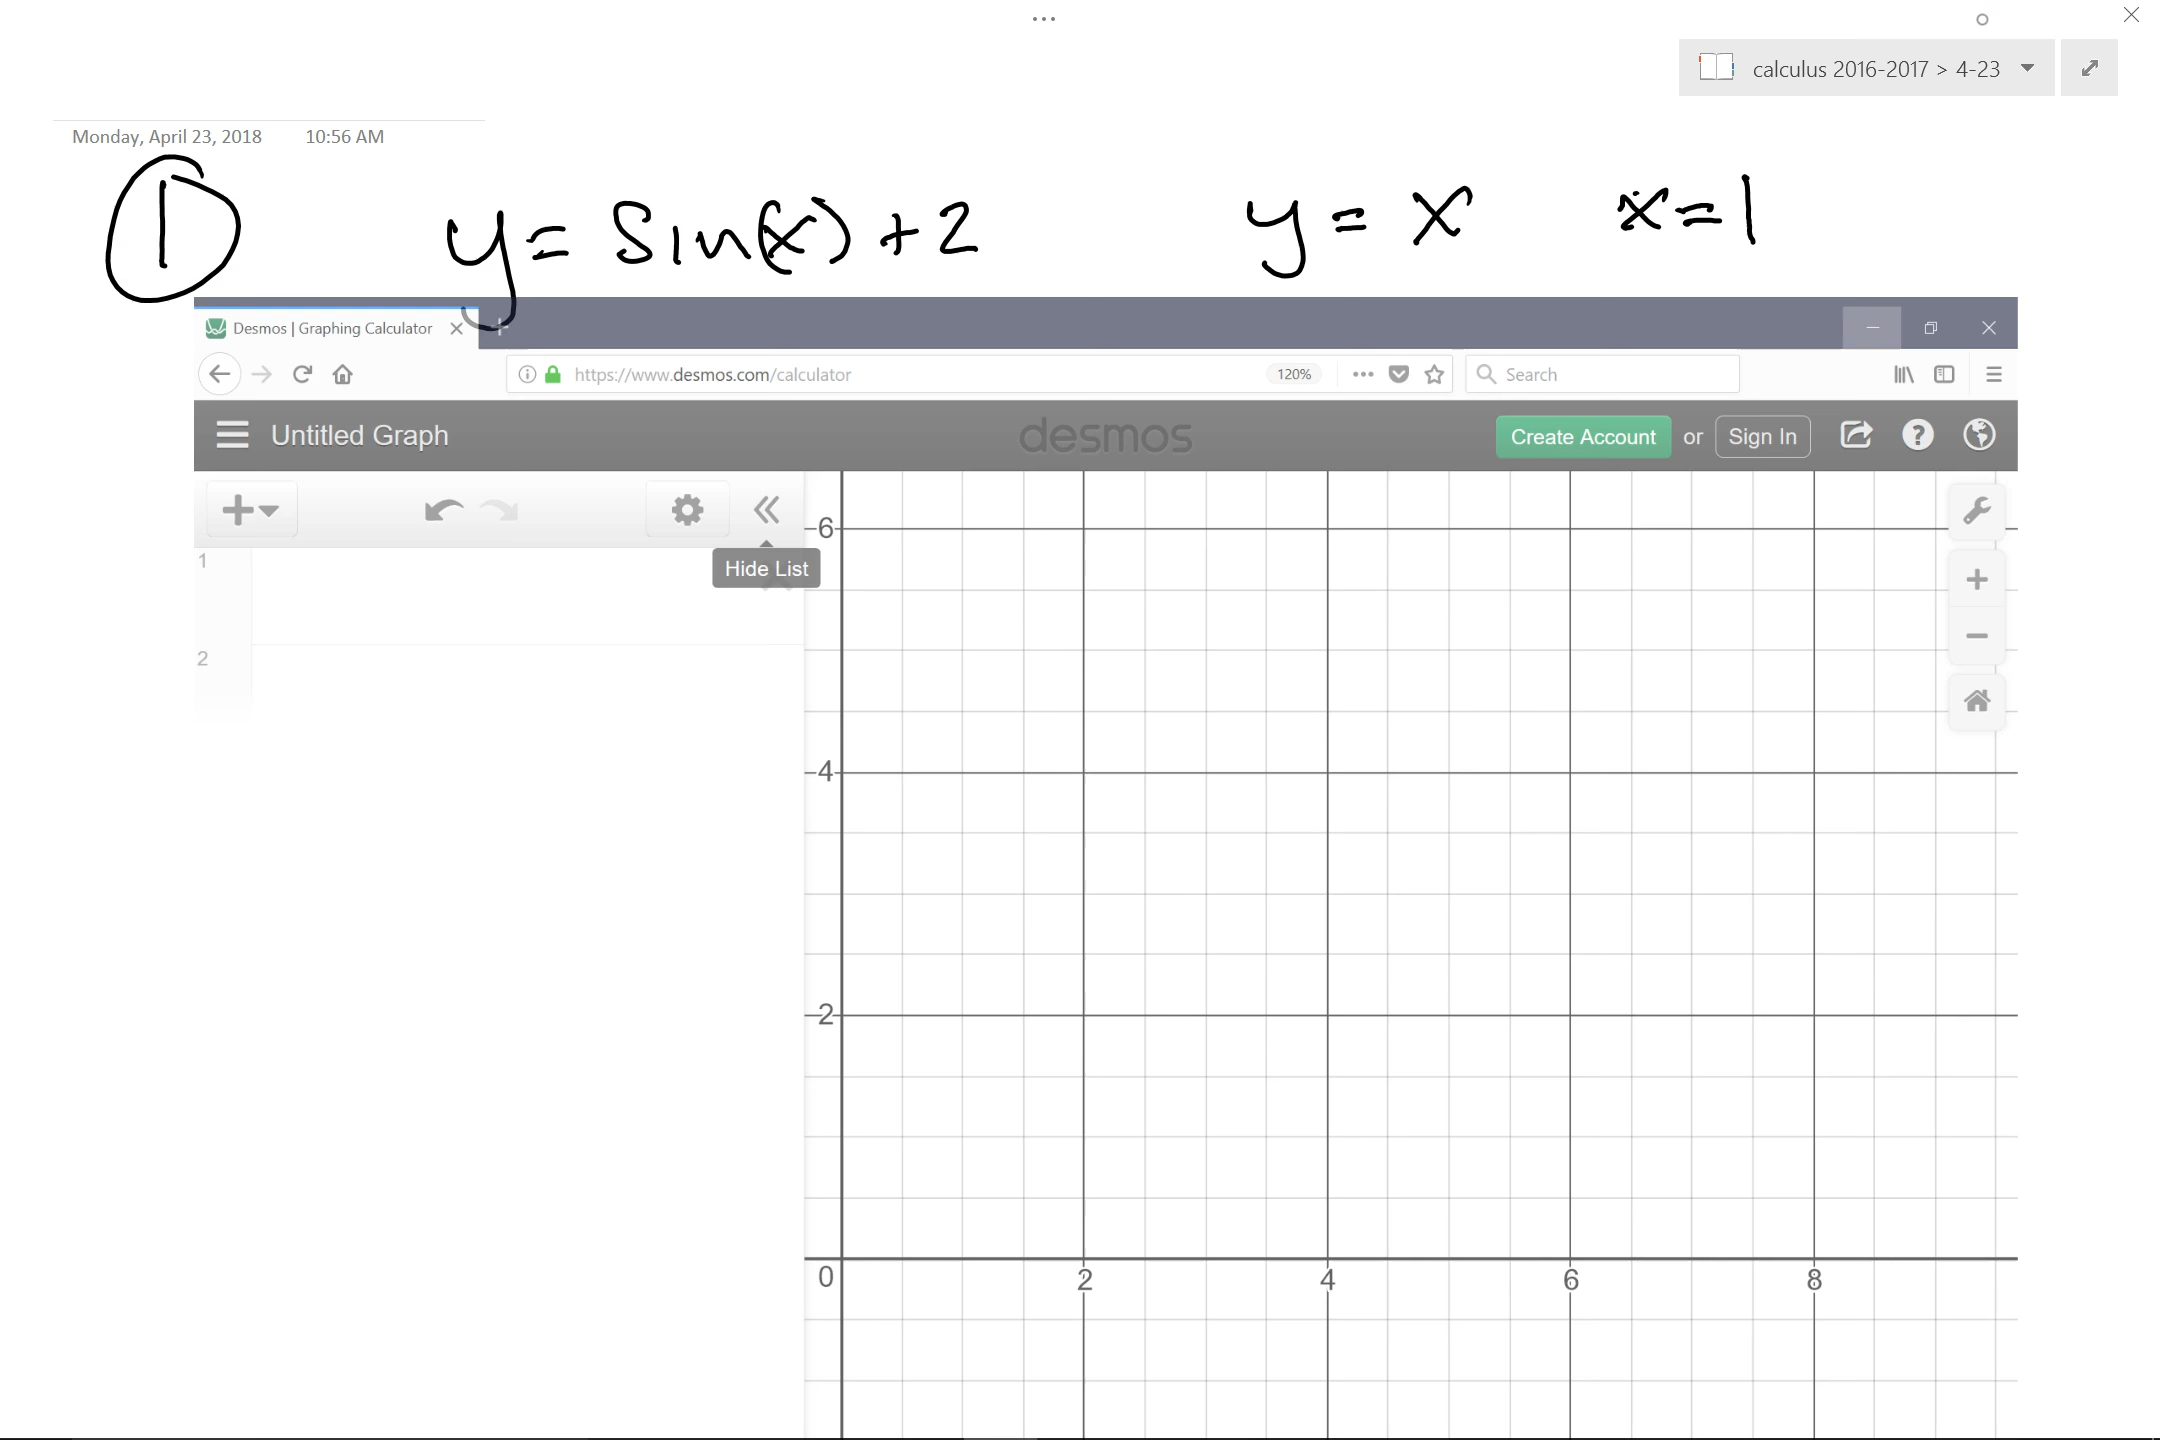 calculus 2016-2017 > 4-23
Monday, April 23, 2018 10:56 AM
1 y = sin(x) + 2 y = x x = 1
Desmos | Graphing Calculator
https://www.desmos.com/calculator 120% Search
Untitled Graph desmos Create Account or Sign In
Hide List
1
2
6
4
2
0 2 4 6 8